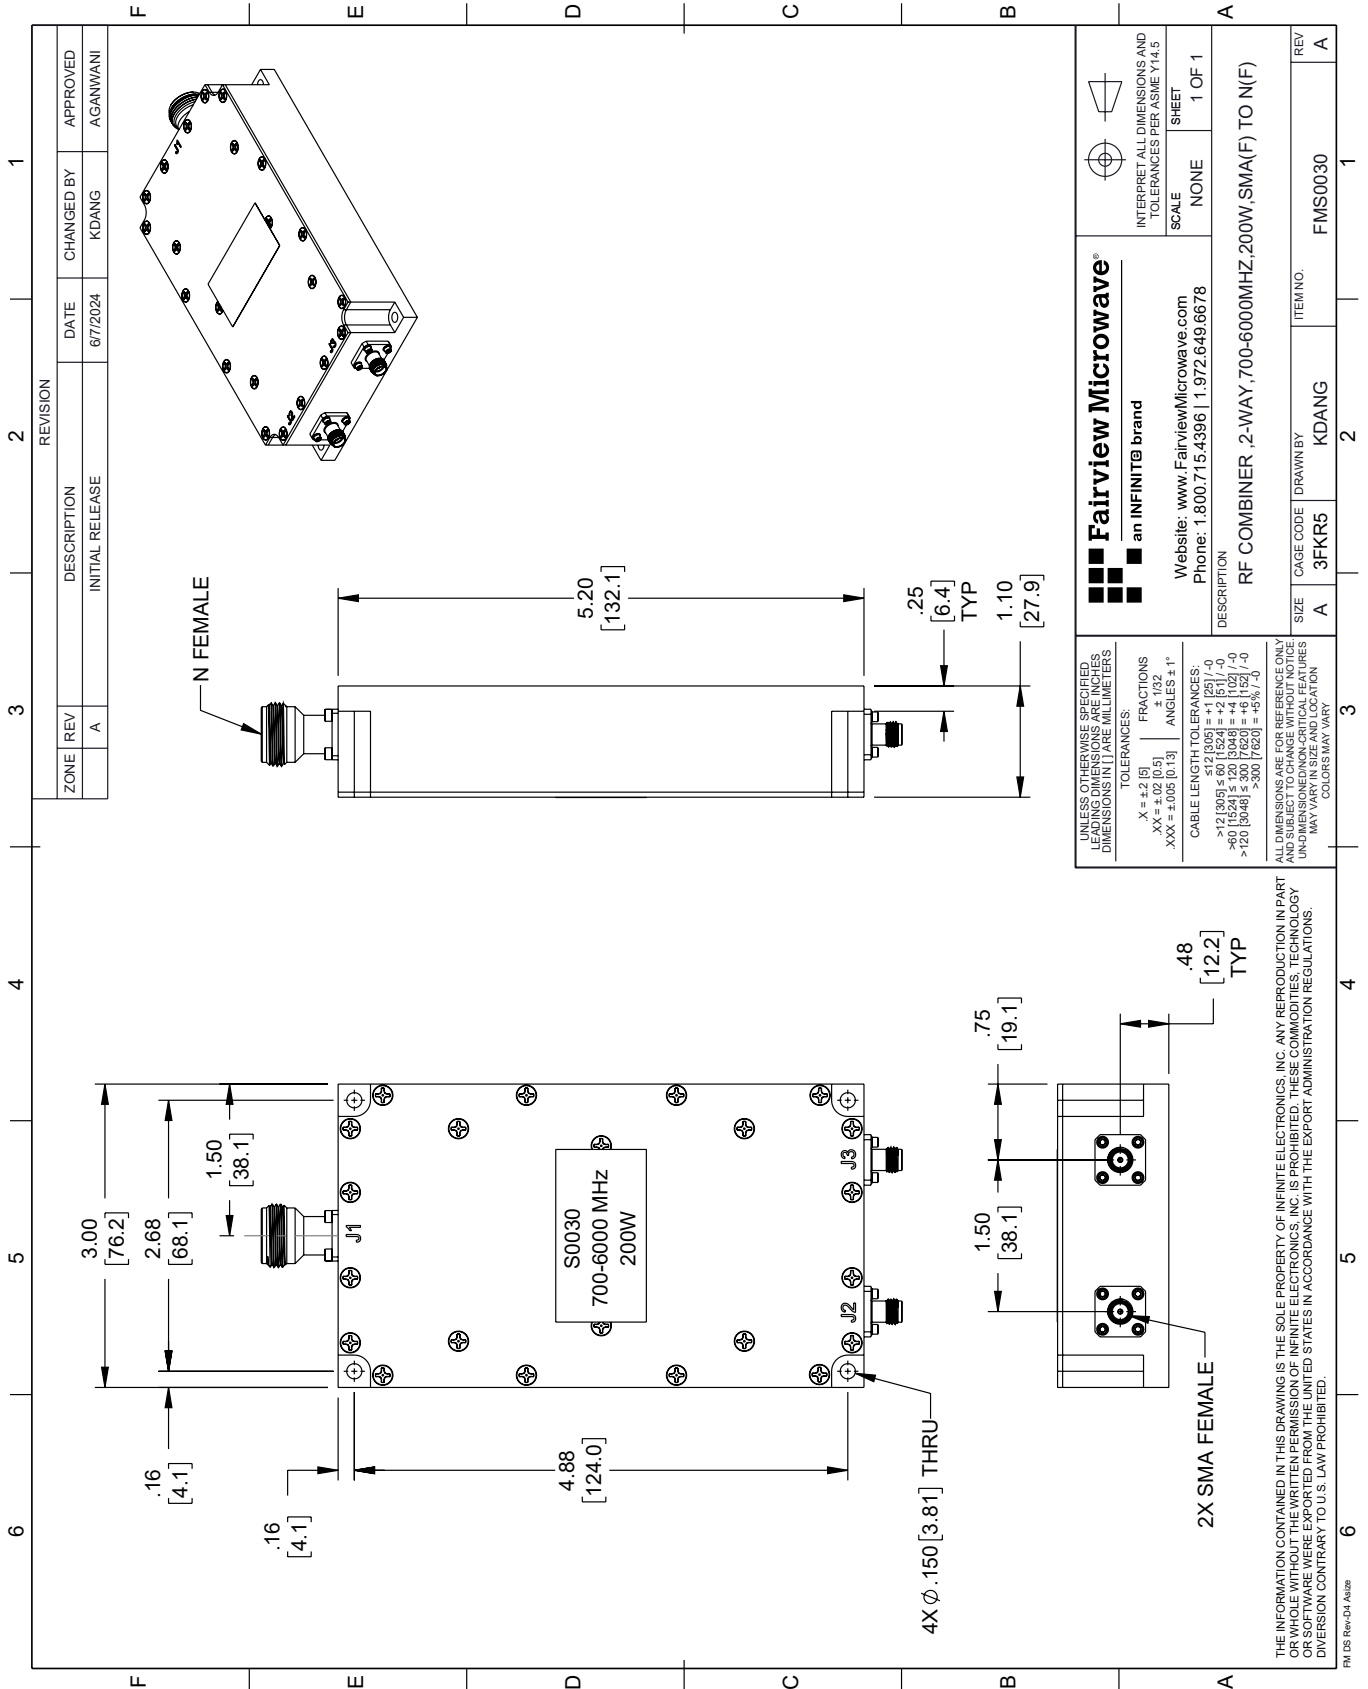 REVISION
ZONE REV DESCRIPTION DATE CHANGED BY APPROVED
A INITIAL RELEASE 6/7/2024 KDANG AGANWANI
6 5 4 3 2 1
F
E
D
C
B
A
3.00
[76.2]
2.68
[68.1]
.16
[4.1]
1.50
[38.1]
.16
[4.1]
4.88
[124.0]
4X Ø .150 [3.81] THRU
J1
S0030
700-6000 MHz
200W
J2
J3
N FEMALE
5.20
[132.1]
.25
[6.4]
TYP
1.10
[27.9]
J1
J2
J3
1.50
[38.1]
.75
[19.1]
.48
[12.2]
TYP
2X SMA FEMALE
THE INFORMATION CONTAINED IN THIS DRAWING IS THE SOLE PROPERTY OF INFINITE ELECTRONICS, INC. ANY REPRODUCTION IN PART
OR WHOLE WITHOUT THE WRITTEN PERMISSION OF INFINITE ELECTRONICS, INC. IS PROHIBITED. THESE COMMODITIES, TECHNOLOGY
OR SOFTWARE WERE EXPORTED FROM THE UNITED STATES IN ACCORDANCE WITH THE EXPORT ADMINISTRATION REGULATIONS.
DIVERSION CONTRARY TO U.S. LAW PROHIBITED.
UNLESS OTHERWISE SPECIFIED
LEADING DIMENSIONS ARE INCHES
DIMENSIONS IN [ ] ARE MILLIMETERS
TOLERANCES:
.X = ±.2 [5] FRACTIONS
.XX = ±.02 [0.5] ± 1/32
.XXX = ±.005 [0.13] ANGLES ± 1°
CABLE LENGTH TOLERANCES:
≤12 [305] = +1 [25] / -0
>12 [305] ≤ 60 [1524] = +2 [51] / -0
>60 [1524] ≤ 120 [3048] = +4 [102] / -0
>120 [3048] ≤ 300 [7620] = +6 [152] / -0
>300 [7620] = +5% / -0
ALL DIMENSIONS ARE FOR REFERENCE ONLY
AND SUBJECT TO CHANGE WITHOUT NOTICE.
UN-DIMENSIONED/NON-CRITICAL FEATURES
MAY VARY IN SIZE AND LOCATION
COLORS MAY VARY
Fairview Microwave®
an INFINIT@ brand
Website: www.FairviewMicrowave.com
Phone: 1.800.715.4396 | 1.972.649.6678
INTERPRET ALL DIMENSIONS AND
TOLERANCES PER ASME Y14.5
SCALE SHEET
NONE 1 OF 1
DESCRIPTION
RF COMBINER ,2-WAY,700-6000MHZ,200W,SMA(F) TO N(F)
SIZE CAGE CODE DRAWN BY ITEM NO. REV
A 3FKR5 KDANG FMS0030 A
6 5 4 3 2 1
F
E
D
C
B
A
FM DS Rev-D4 Asize